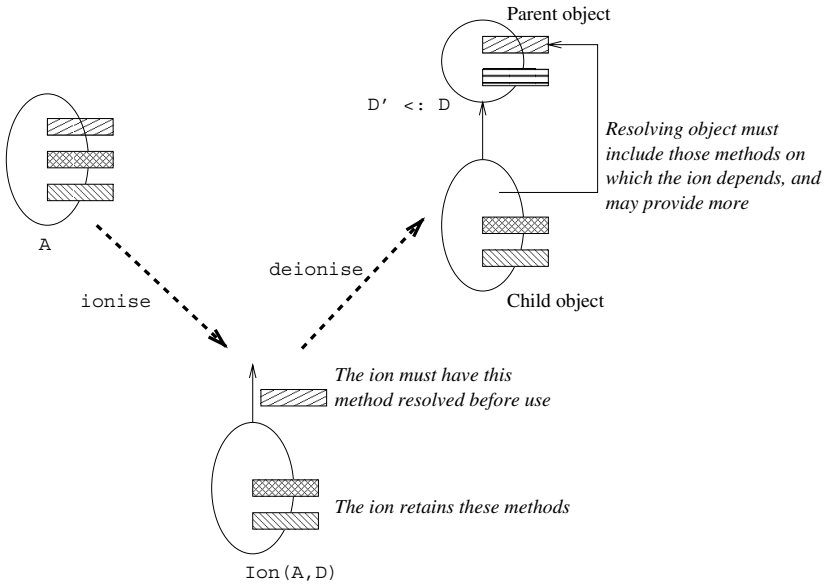 Parent object
D' <: D
Resolving object must
include those methods on
which the ion depends, and
may provide more
A
deionise
ionise
Child object
The ion must have this
method resolved before use
The ion retains these methods
Ion(A,D)